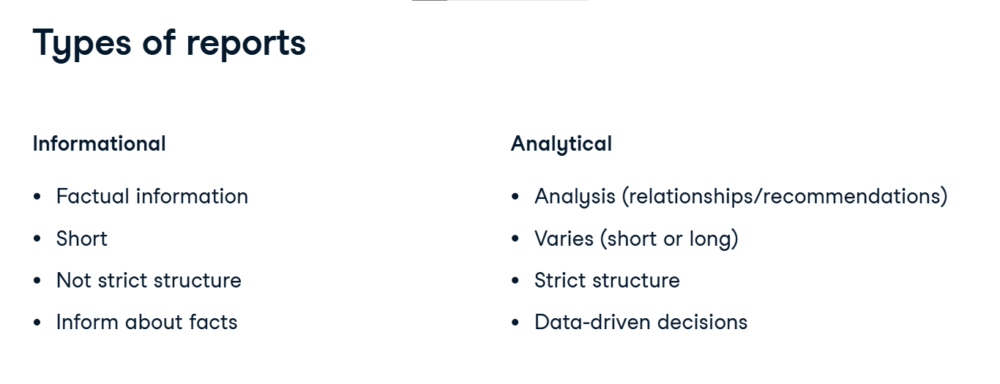 Types of reports
Informational
• Factual information
• Short
• Not strict structure
• Inform about facts
Analytical
• Analysis (relationships/recommendations)
• Varies (short or long)
• Strict structure
• Data-driven decisions